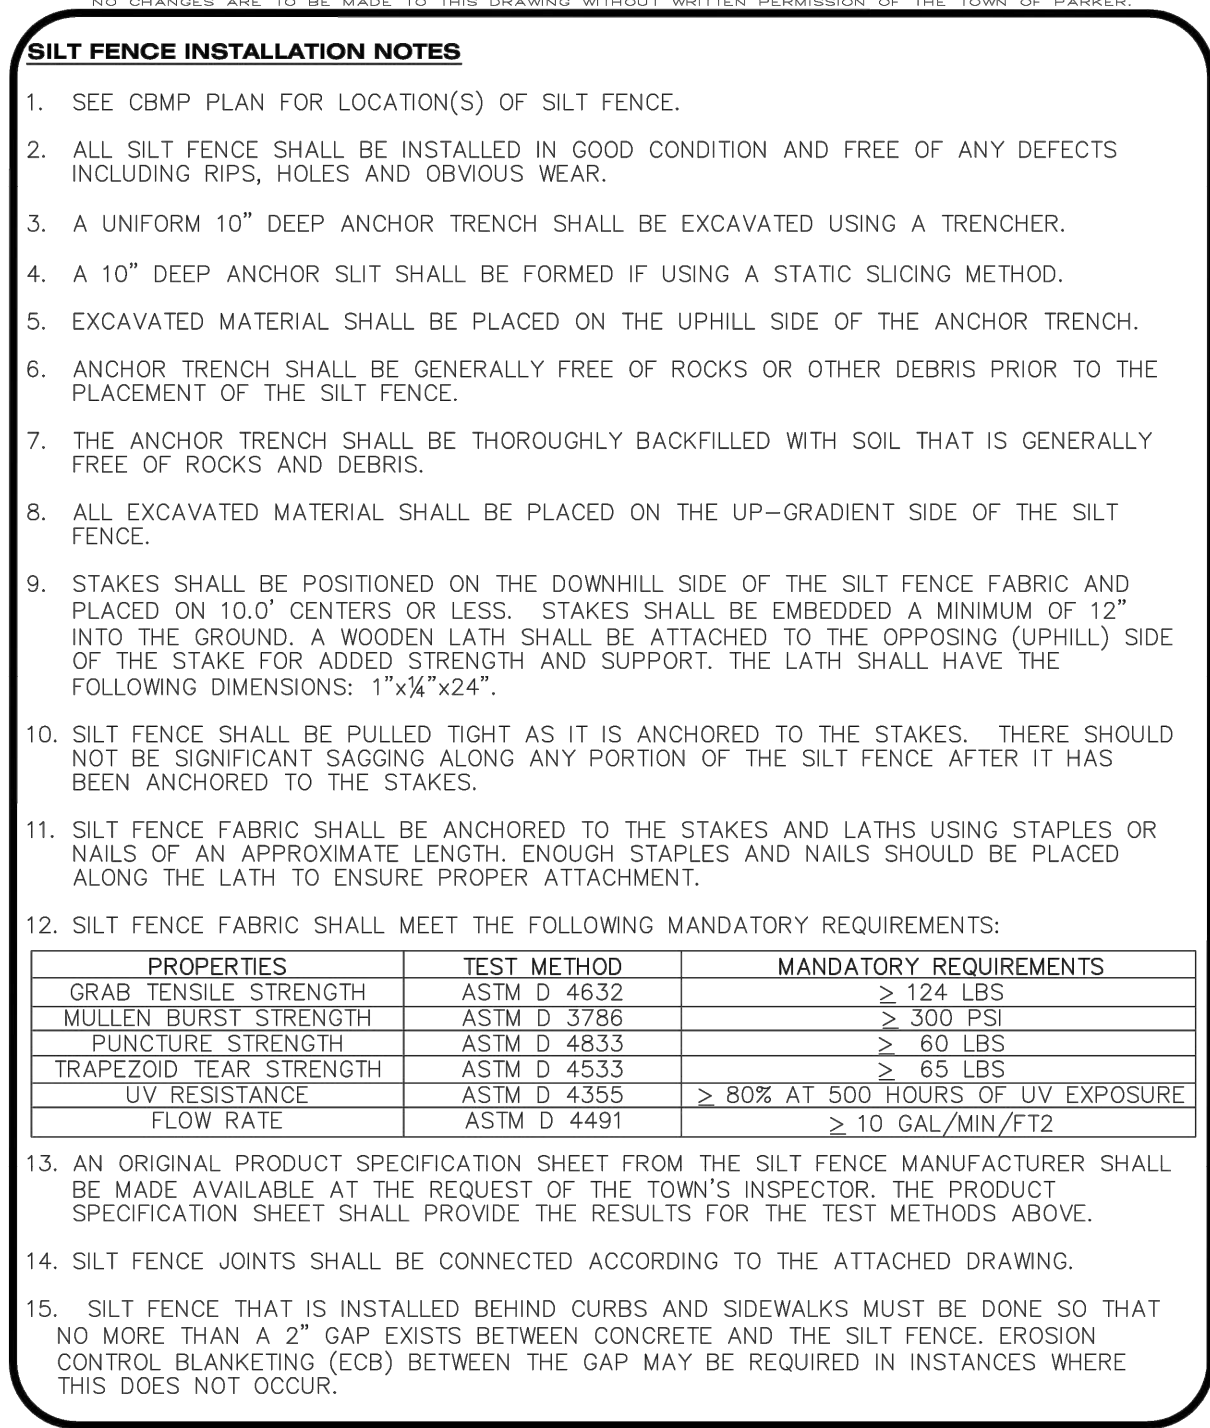 NO CHANGES ARE TO BE MADE TO THIS DRAWING WITHOUT WRITTEN PERMISSION OF THE TOWN OF PARKER.
SILT FENCE INSTALLATION NOTES
1. SEE CBMP PLAN FOR LOCATION(S) OF SILT FENCE.
2. ALL SILT FENCE SHALL BE INSTALLED IN GOOD CONDITION AND FREE OF ANY DEFECTS
INCLUDING RIPS, HOLES AND OBVIOUS WEAR.
3. A UNIFORM 10" DEEP ANCHOR TRENCH SHALL BE EXCAVATED USING A TRENCHER.
4. A 10" DEEP ANCHOR SLIT SHALL BE FORMED IF USING A STATIC SLICING METHOD.
5. EXCAVATED MATERIAL SHALL BE PLACED ON THE UPHILL SIDE OF THE ANCHOR TRENCH.
6. ANCHOR TRENCH SHALL BE GENERALLY FREE OF ROCKS OR OTHER DEBRIS PRIOR TO THE
PLACEMENT OF THE SILT FENCE.
7. THE ANCHOR TRENCH SHALL BE THOROUGHLY BACKFILLED WITH SOIL THAT IS GENERALLY
FREE OF ROCKS AND DEBRIS.
8. ALL EXCAVATED MATERIAL SHALL BE PLACED ON THE UP-GRADIENT SIDE OF THE SILT
FENCE.
9. STAKES SHALL BE POSITIONED ON THE DOWNHILL SIDE OF THE SILT FENCE FABRIC AND
PLACED ON 10.0' CENTERS OR LESS. STAKES SHALL BE EMBEDDED A MINIMUM OF 12"
INTO THE GROUND. A WOODEN LATH SHALL BE ATTACHED TO THE OPPOSING (UPHILL) SIDE
OF THE STAKE FOR ADDED STRENGTH AND SUPPORT. THE LATH SHALL HAVE THE
FOLLOWING DIMENSIONS: 1"x¼"x24".
10. SILT FENCE SHALL BE PULLED TIGHT AS IT IS ANCHORED TO THE STAKES. THERE SHOULD
NOT BE SIGNIFICANT SAGGING ALONG ANY PORTION OF THE SILT FENCE AFTER IT HAS
BEEN ANCHORED TO THE STAKES.
11. SILT FENCE FABRIC SHALL BE ANCHORED TO THE STAKES AND LATHS USING STAPLES OR
NAILS OF AN APPROXIMATE LENGTH. ENOUGH STAPLES AND NAILS SHOULD BE PLACED
ALONG THE LATH TO ENSURE PROPER ATTACHMENT.
12. SILT FENCE FABRIC SHALL MEET THE FOLLOWING MANDATORY REQUIREMENTS:
PROPERTIES TEST METHOD MANDATORY REQUIREMENTS
GRAB TENSILE STRENGTH ASTM D 4632 ≥ 124 LBS
MULLEN BURST STRENGTH ASTM D 3786 ≥ 300 PSI
PUNCTURE STRENGTH ASTM D 4833 ≥ 60 LBS
TRAPEZOID TEAR STRENGTH ASTM D 4533 ≥ 65 LBS
UV RESISTANCE ASTM D 4355 ≥ 80% AT 500 HOURS OF UV EXPOSURE
FLOW RATE ASTM D 4491 ≥ 10 GAL/MIN/FT2
13. AN ORIGINAL PRODUCT SPECIFICATION SHEET FROM THE SILT FENCE MANUFACTURER SHALL
BE MADE AVAILABLE AT THE REQUEST OF THE TOWN'S INSPECTOR. THE PRODUCT
SPECIFICATION SHEET SHALL PROVIDE THE RESULTS FOR THE TEST METHODS ABOVE.
14. SILT FENCE JOINTS SHALL BE CONNECTED ACCORDING TO THE ATTACHED DRAWING.
15. SILT FENCE THAT IS INSTALLED BEHIND CURBS AND SIDEWALKS MUST BE DONE SO THAT
NO MORE THAN A 2" GAP EXISTS BETWEEN CONCRETE AND THE SILT FENCE. EROSION
CONTROL BLANKETING (ECB) BETWEEN THE GAP MAY BE REQUIRED IN INSTANCES WHERE
THIS DOES NOT OCCUR.